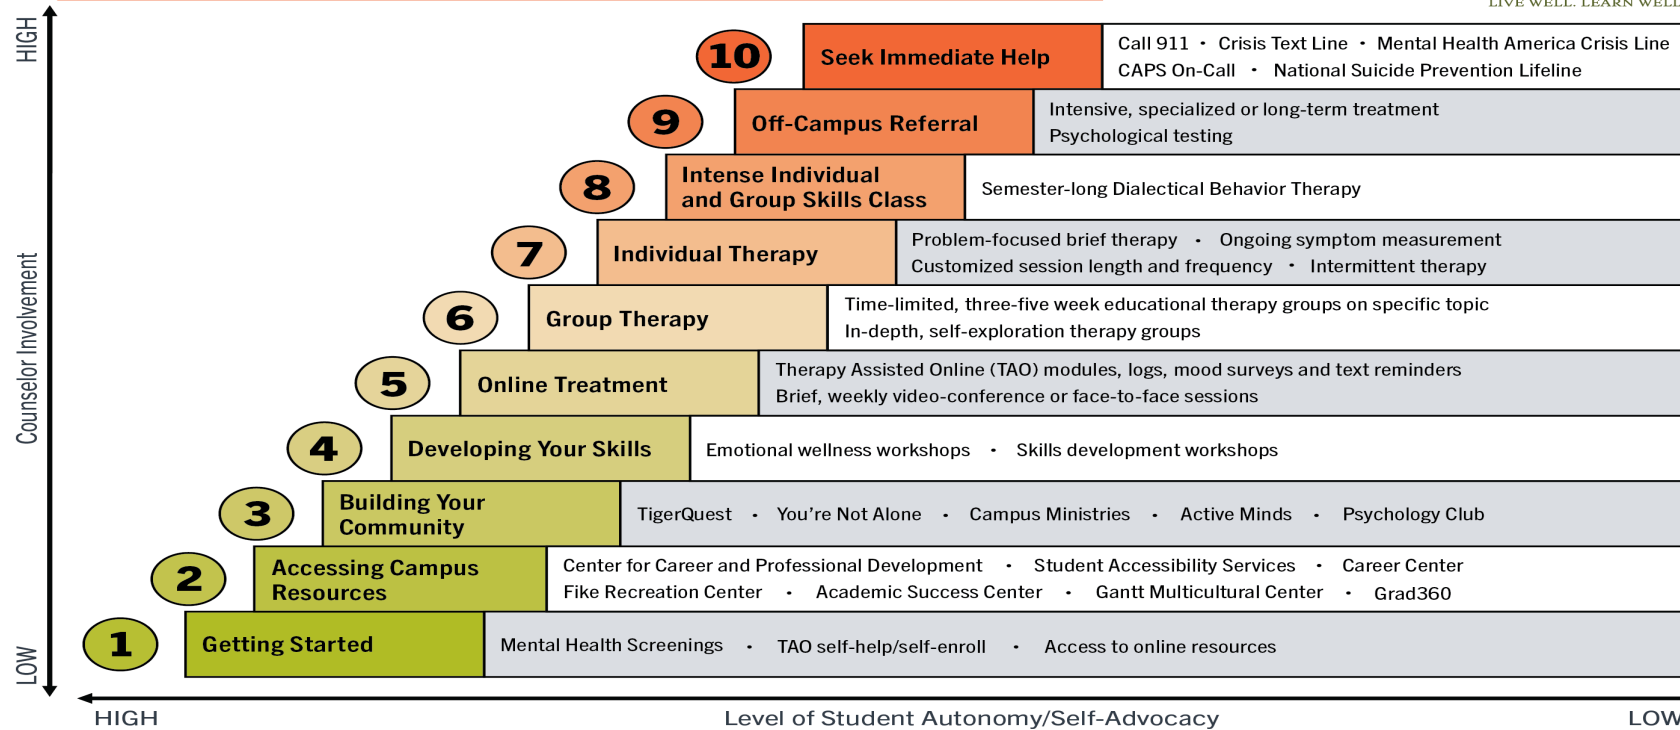 LIVE WELL. LEARN WELL
HIGH
10
Seek Immediate Help
Call 911 • Crisis Text Line • Mental Health America Crisis Line
CAPS On-Call • National Suicide Prevention Lifeline
9
Off-Campus Referral
Intensive, specialized or long-term treatment
Psychological testing
8
Intense Individual
and Group Skills Class
Semester-long Dialectical Behavior Therapy
7
Individual Therapy
Problem-focused brief therapy • Ongoing symptom measurement
Customized session length and frequency • Intermittent therapy
Counselor Involvement
6
Group Therapy
Time-limited, three-five week educational therapy groups on specific topic
In-depth, self-exploration therapy groups
5
Online Treatment
Therapy Assisted Online (TAO) modules, logs, mood surveys and text reminders
Brief, weekly video-conference or face-to-face sessions
4
Developing Your Skills
Emotional wellness workshops • Skills development workshops
3
Building Your
Community
TigerQuest • You’re Not Alone • Campus Ministries • Active Minds • Psychology Club
2
Accessing Campus
Resources
Center for Career and Professional Development • Student Accessibility Services • Career Center
Fike Recreation Center • Academic Success Center • Gantt Multicultural Center • Grad360
1
Getting Started
Mental Health Screenings • TAO self-help/self-enroll • Access to online resources
LOW
HIGH
Level of Student Autonomy/Self-Advocacy
LOW